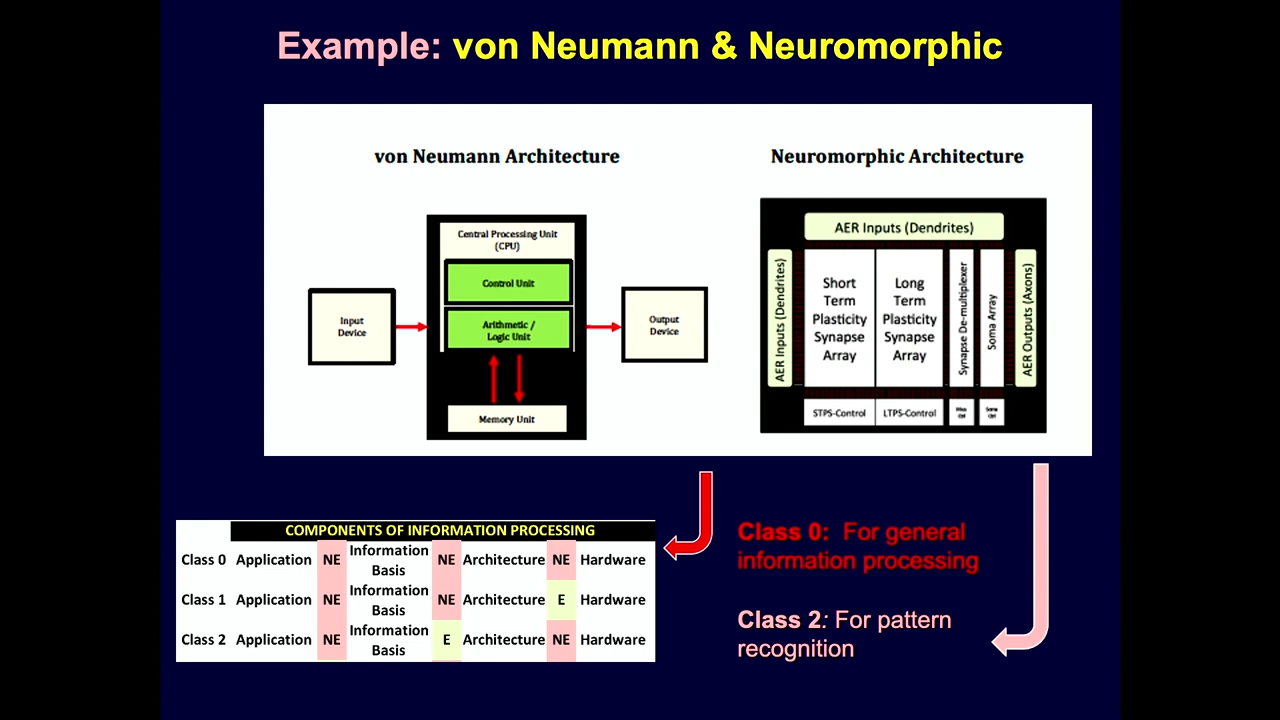 Example: von Neumann & Neuromorphic
von Neumann Architecture
Central Processing Unit
(CPU)
Control Unit
Arithmetic /
Logic Unit
Memory Unit
Input
Device
Output
Device
Neuromorphic Architecture
AER Inputs (Dendrites)
AER Inputs (Dendrites)
Short
Term
Plasticity
Synapse
Array
Long
Term
Plasticity
Synapse
Array
Synapse De-multiplexer
Soma Array
AER Outputs (Axons)
STPS-Control
LTPS-Control
Soma
Ctrl
COMPONENTS OF INFORMATION PROCESSING
Class 0 Application NE Information Basis NE Architecture NE Hardware
Class 1 Application NE Information Basis NE Architecture E Hardware
Class 2 Application NE Information Basis E Architecture NE Hardware
Class 0: For general
information processing
Class 2: For pattern
recognition